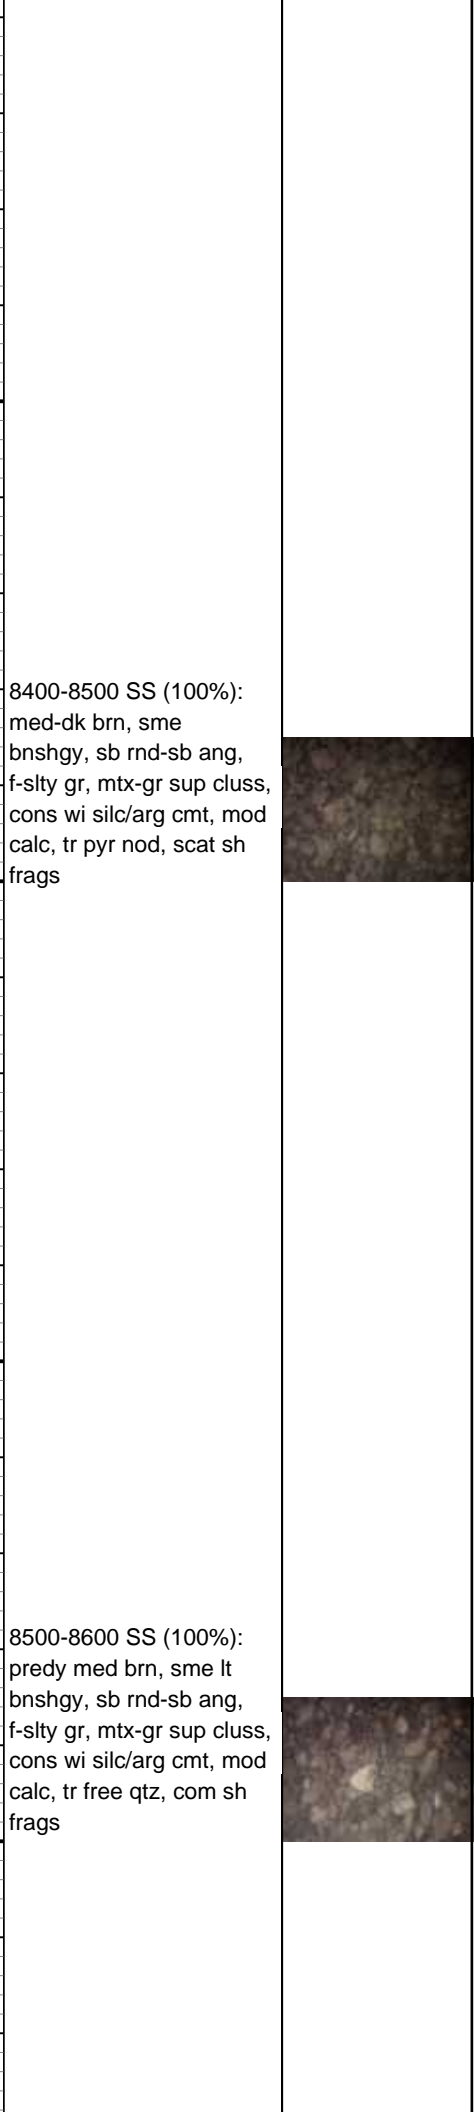 8400-8500 SS (100%):
med-dk brn, sme
bnshgy, sb rnd-sb ang,
f-slty gr, mtx-gr sup cluss,
cons wi silc/arg cmt, mod
calc, tr pyr nod, scat sh
frags
8500-8600 SS (100%):
predy med brn, sme lt
bnshgy, sb rnd-sb ang,
f-slty gr, mtx-gr sup cluss,
cons wi silc/arg cmt, mod
calc, tr free qtz, com sh
frags